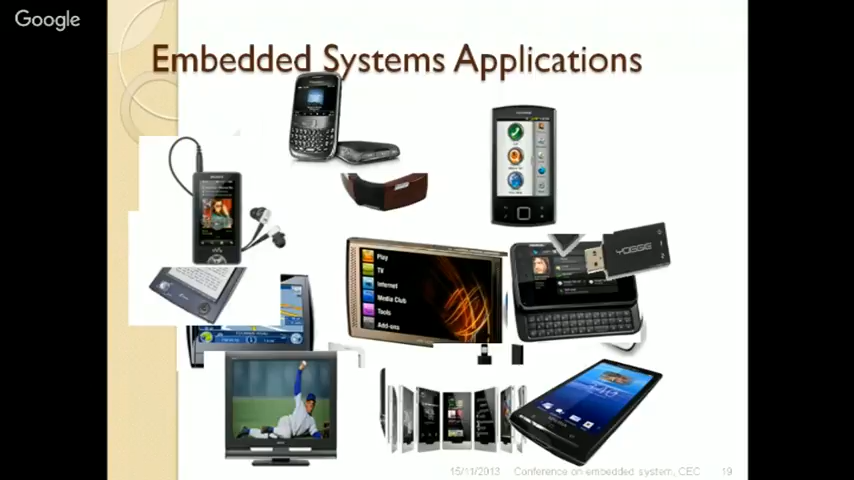 Google
Embedded Systems Applications
YOGGIE
Play
TV
Internet
Media Club
Tools
Add-ons
15/11/2013 Conference on embedded system, CEC 19